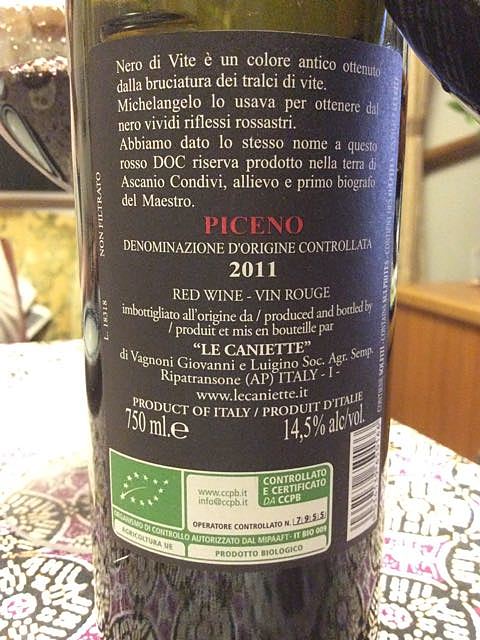 Nero di Vite è un colore antico ottenuto
dalla bruciatura dei tralci di vite.
Michelangelo lo usava per ottenere dal
nero vividi riflessi rossastri.
Abbiamo dato lo stesso nome a questo
rosso DOC riserva prodotto nella terra di
Ascanio Condivi, allievo e primo biografo
del Maestro.
PICENO
DENOMINAZIONE D'ORIGINE CONTROLLATA
2011
RED WINE - VIN ROUGE
imbottigliato all'origine da / produced and bottled by
/ produit et mis en bouteille par
"LE CANIETTE"
di Vagnoni Giovanni e Luigino Soc. Agr. Semp.
Ripatransone (AP) ITALY - I -
www.lecaniette.it
PRODUCT OF ITALY / PRODUIT D'ITALIE
750 ml.e 14,5% alc/vol.
NON FILTRATO
L. 18318
CONTIENE SOLFITI - CONTAINS SULPHITES - CONTIENT DES
www.ccpb.it
info@ccpb.it
CONTROLLATO
E CERTIFICATO
DA CCPB
OPERATORE CONTROLLATO N. 7955
ORGANISMO DI CONTROLLO AUTORIZZATO DAL MIPAAFT - IT BIO 009
AGRICOLTURA UE
PRODOTTO BIOLOGICO